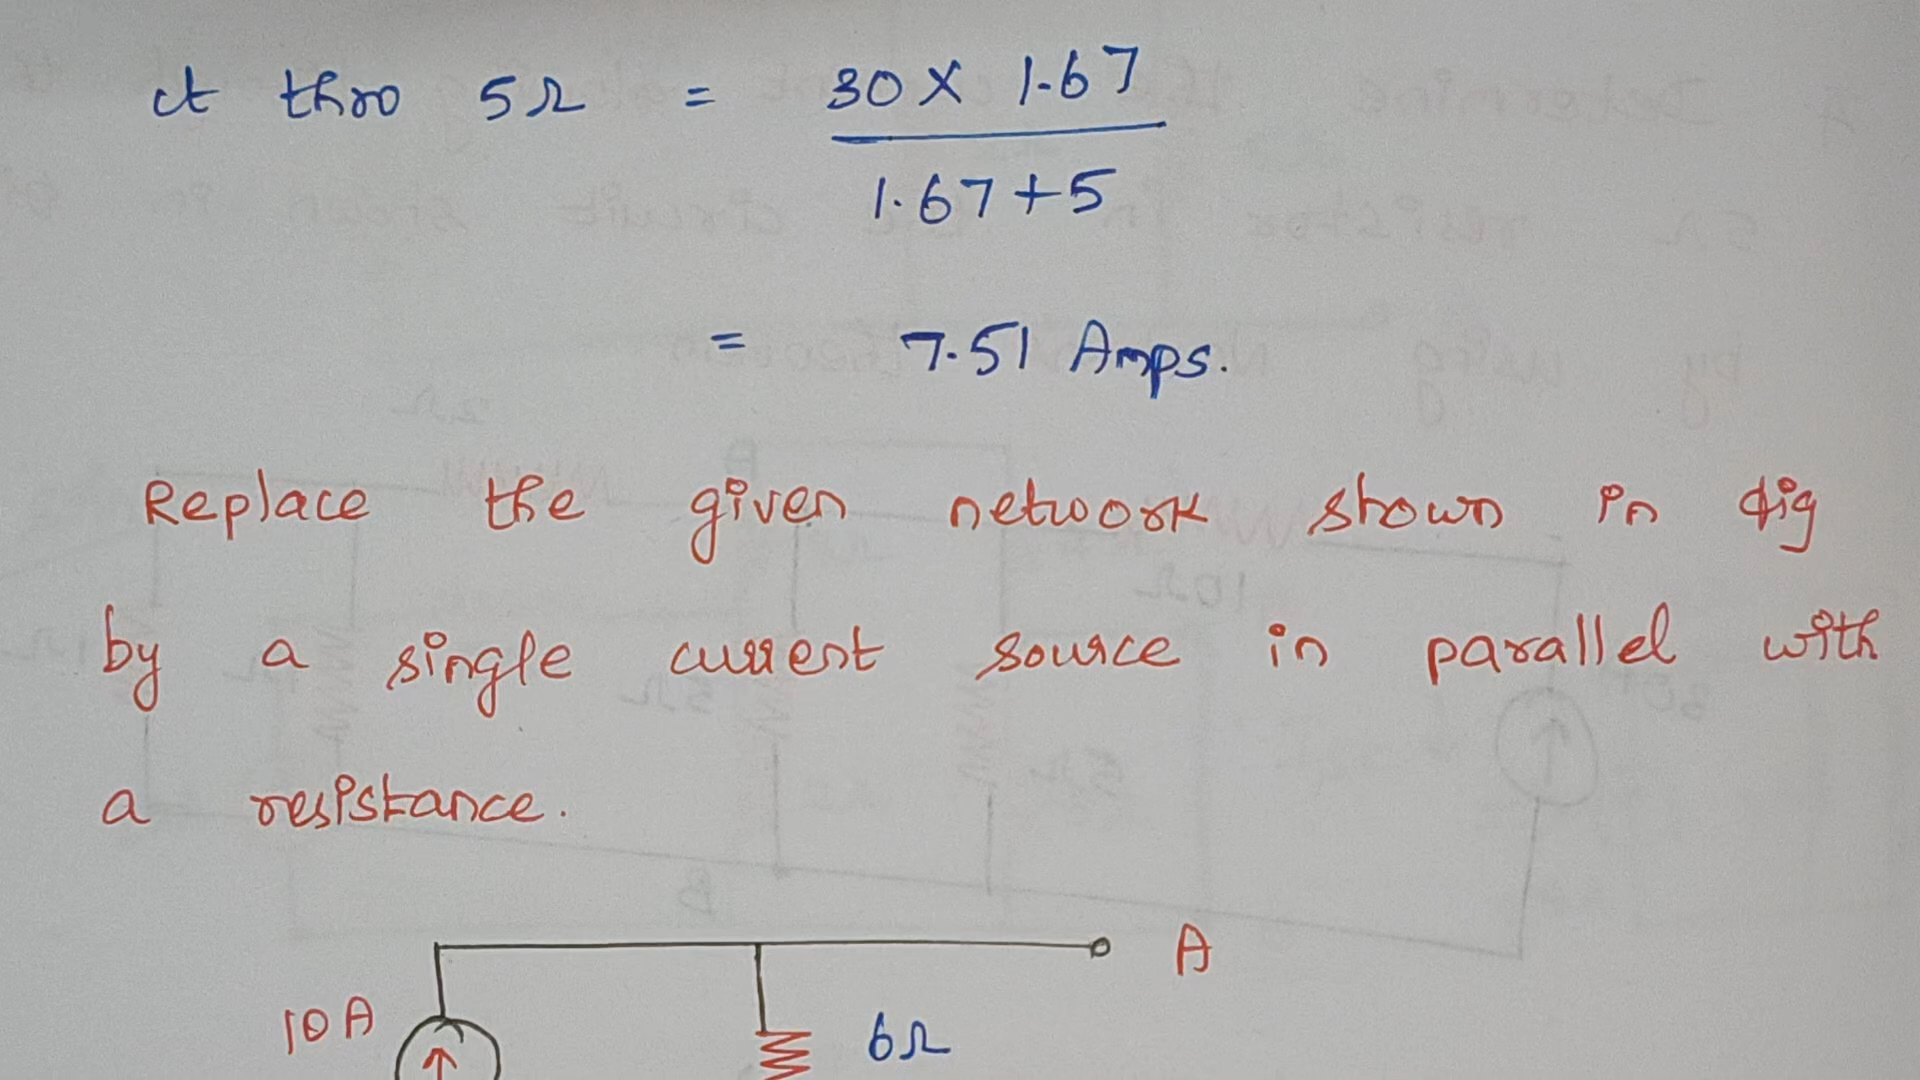 ct thro 5Ω = 30 X 1.67
1.67 + 5
= 7.51 Amps.
Replace the given network shown in fig
by a single current source in parallel with
a resistance.
A
10 A
6Ω